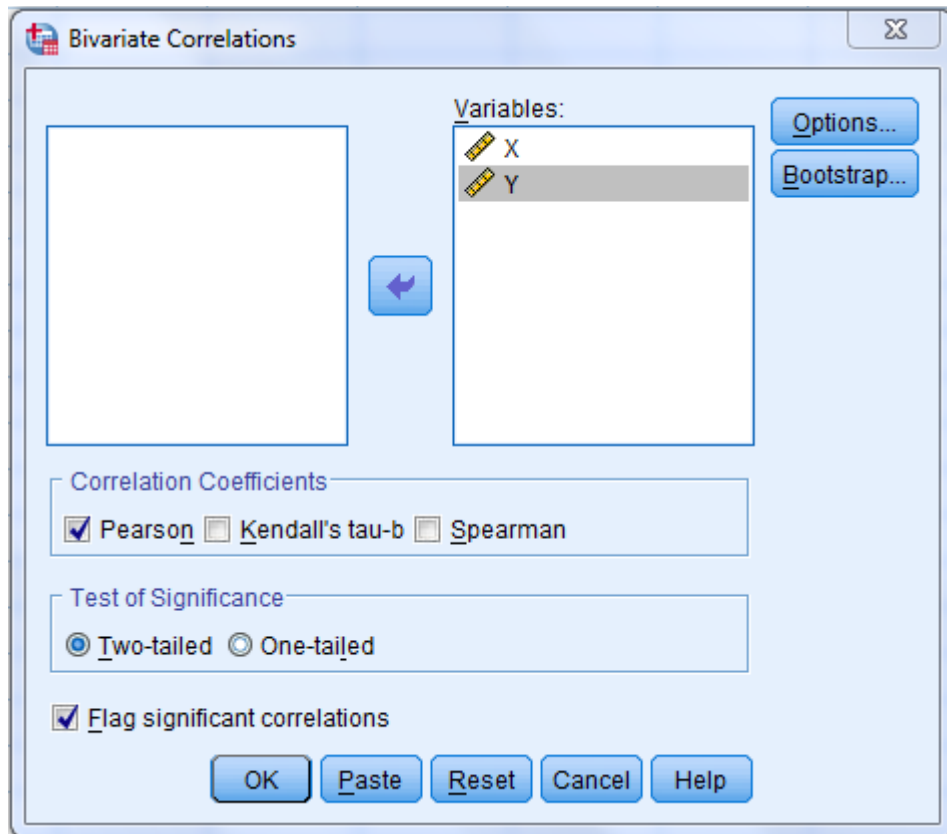 Bivariate Correlations
Variables:
X
Y
Options...
Bootstrap...
Correlation Coefficients
Pearson Kendall's tau-b Spearman
Test of Significance
Two-tailed One-tailed
Flag significant correlations
OK Paste Reset Cancel Help